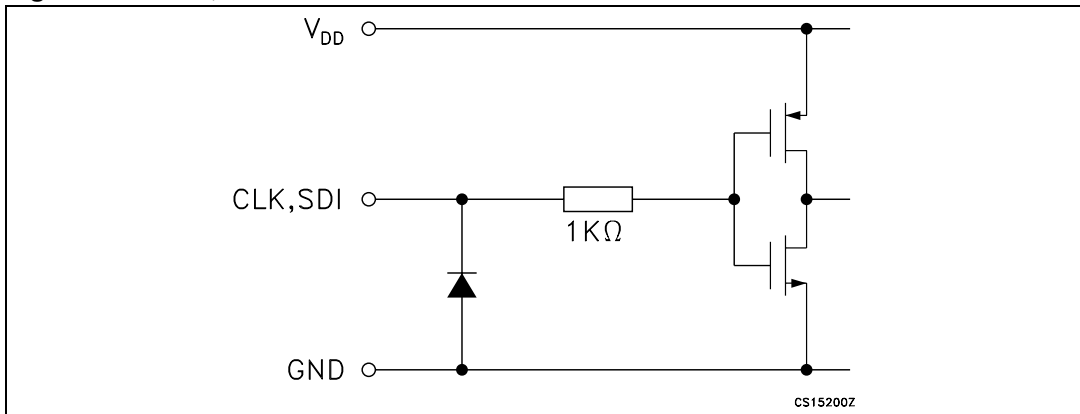 V_DD
CLK,SDI
1KΩ
GND
CS15200Z